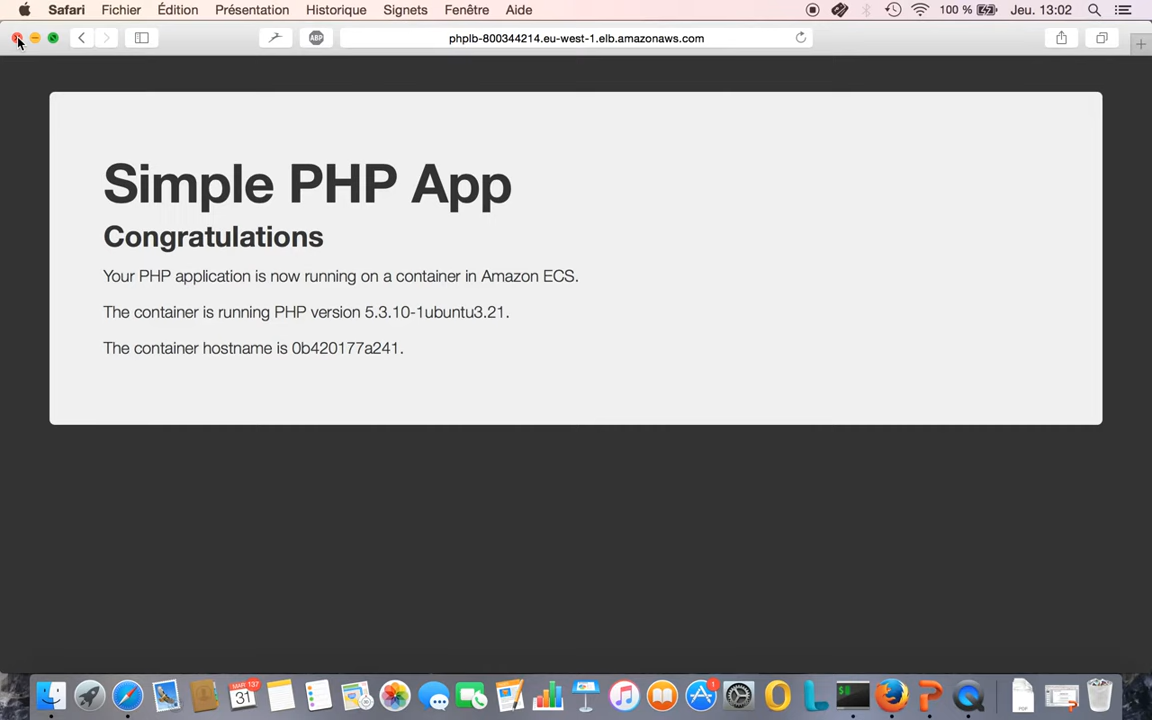 Safari Fichier Édition Présentation Historique Signets Fenêtre Aide 100 % Jeu. 13:02
ABP phplb-800344214.eu-west-1.elb.amazonaws.com
Simple PHP App
Congratulations
Your PHP application is now running on a container in Amazon ECS.
The container is running PHP version 5.3.10-1ubuntu3.21.
The container hostname is 0b420177a241.